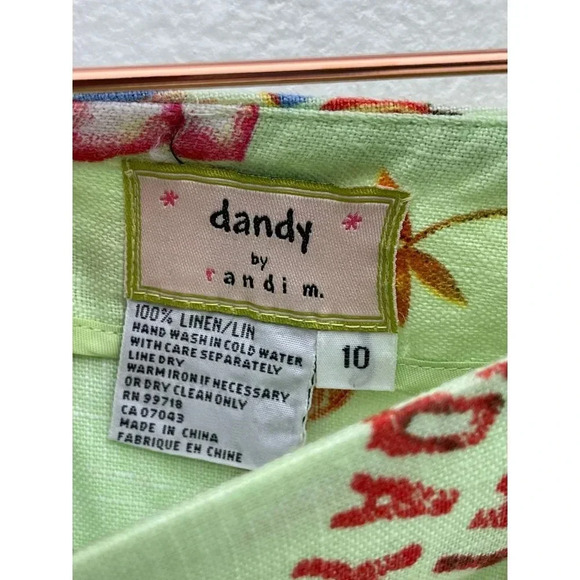 * dandy *
by
randi m.
100% LINEN/LIN
HAND WASH IN COLD WATER
WITH CARE SEPARATELY
LINE DRY
WARM IRON IF NECESSARY
OR DRY CLEAN ONLY
RN 99718
CA 07043
MADE IN CHINA
FABRIQUE EN CHINE
10